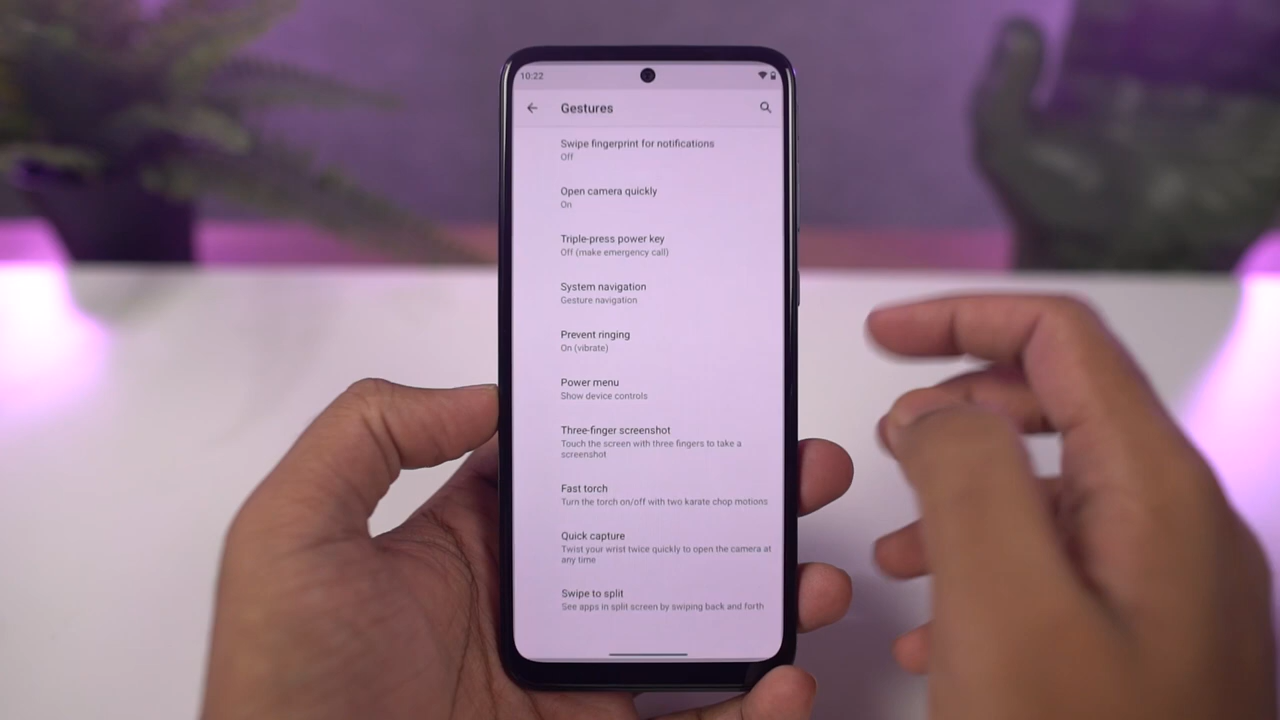 10:22
Gestures
Swipe fingerprint for notifications
Off
Open camera quickly
On
Triple-press power key
Off (make emergency call)
System navigation
Gesture navigation
Prevent ringing
On (vibrate)
Power menu
Show device controls
Three-finger screenshot
Touch the screen with three fingers to take a
screenshot
Fast torch
Turn the torch on/off with two karate chop motions
Quick capture
Twist your wrist twice quickly to open the camera at
any time
Swipe to split
See apps in split screen by swiping back and forth